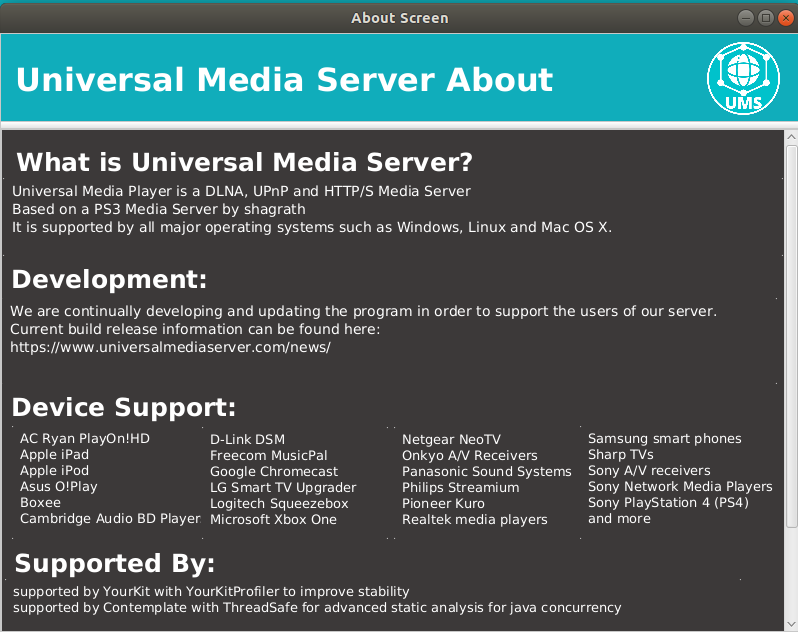 About Screen
Universal Media Server About
UMS
What is Universal Media Server?
Universal Media Player is a DLNA, UPnP and HTTP/S Media Server
Based on a PS3 Media Server by shagrath
It is supported by all major operating systems such as Windows, Linux and Mac OS X.
Development:
We are continually developing and updating the program in order to support the users of our server.
Current build release information can be found here:
https://www.universalmediaserver.com/news/
Device Support:
AC Ryan PlayOn!HD
Apple iPad
Apple iPod
Asus O!Play
Boxee
Cambridge Audio BD Player
D-Link DSM
Freecom MusicPal
Google Chromecast
LG Smart TV Upgrader
Logitech Squeezebox
Microsoft Xbox One
Netgear NeoTV
Onkyo A/V Receivers
Panasonic Sound Systems
Philips Streamium
Pioneer Kuro
Realtek media players
Samsung smart phones
Sharp TVs
Sony A/V receivers
Sony Network Media Players
Sony PlayStation 4 (PS4)
and more
Supported By:
supported by YourKit with YourKitProfiler to improve stability
supported by Contemplate with ThreadSafe for advanced static analysis for java concurrency